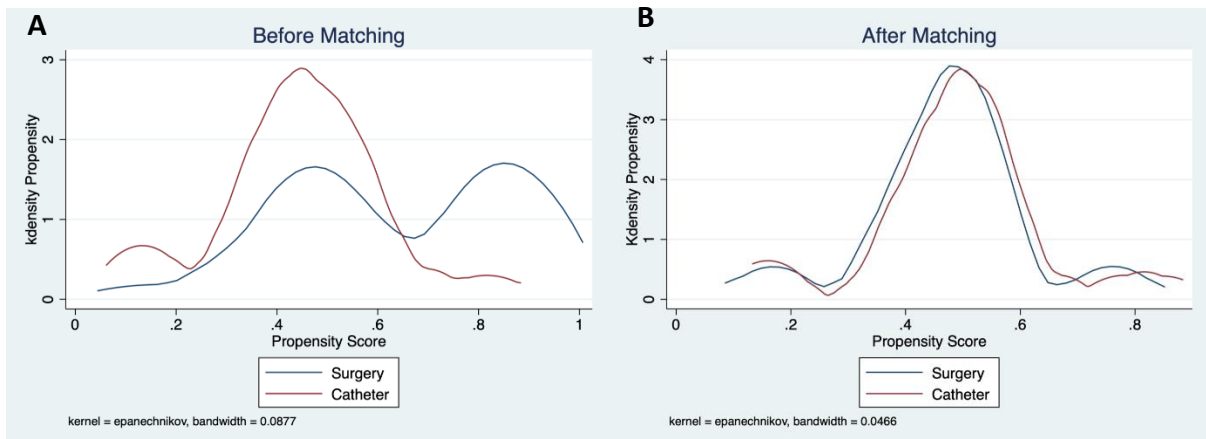 A
Before Matching
kdensity Propensity
3
2
1
0
0
.2
.4
.6
.8
1
Propensity Score
Surgery
Catheter
kernel = epanechnikov, bandwidth = 0.0877
B
After Matching
Kdensity Propensity
4
3
2
1
0
0
.2
.4
.6
.8
Propensity Score
Surgery
Catheter
kernel = epanechnikov, bandwidth = 0.0466